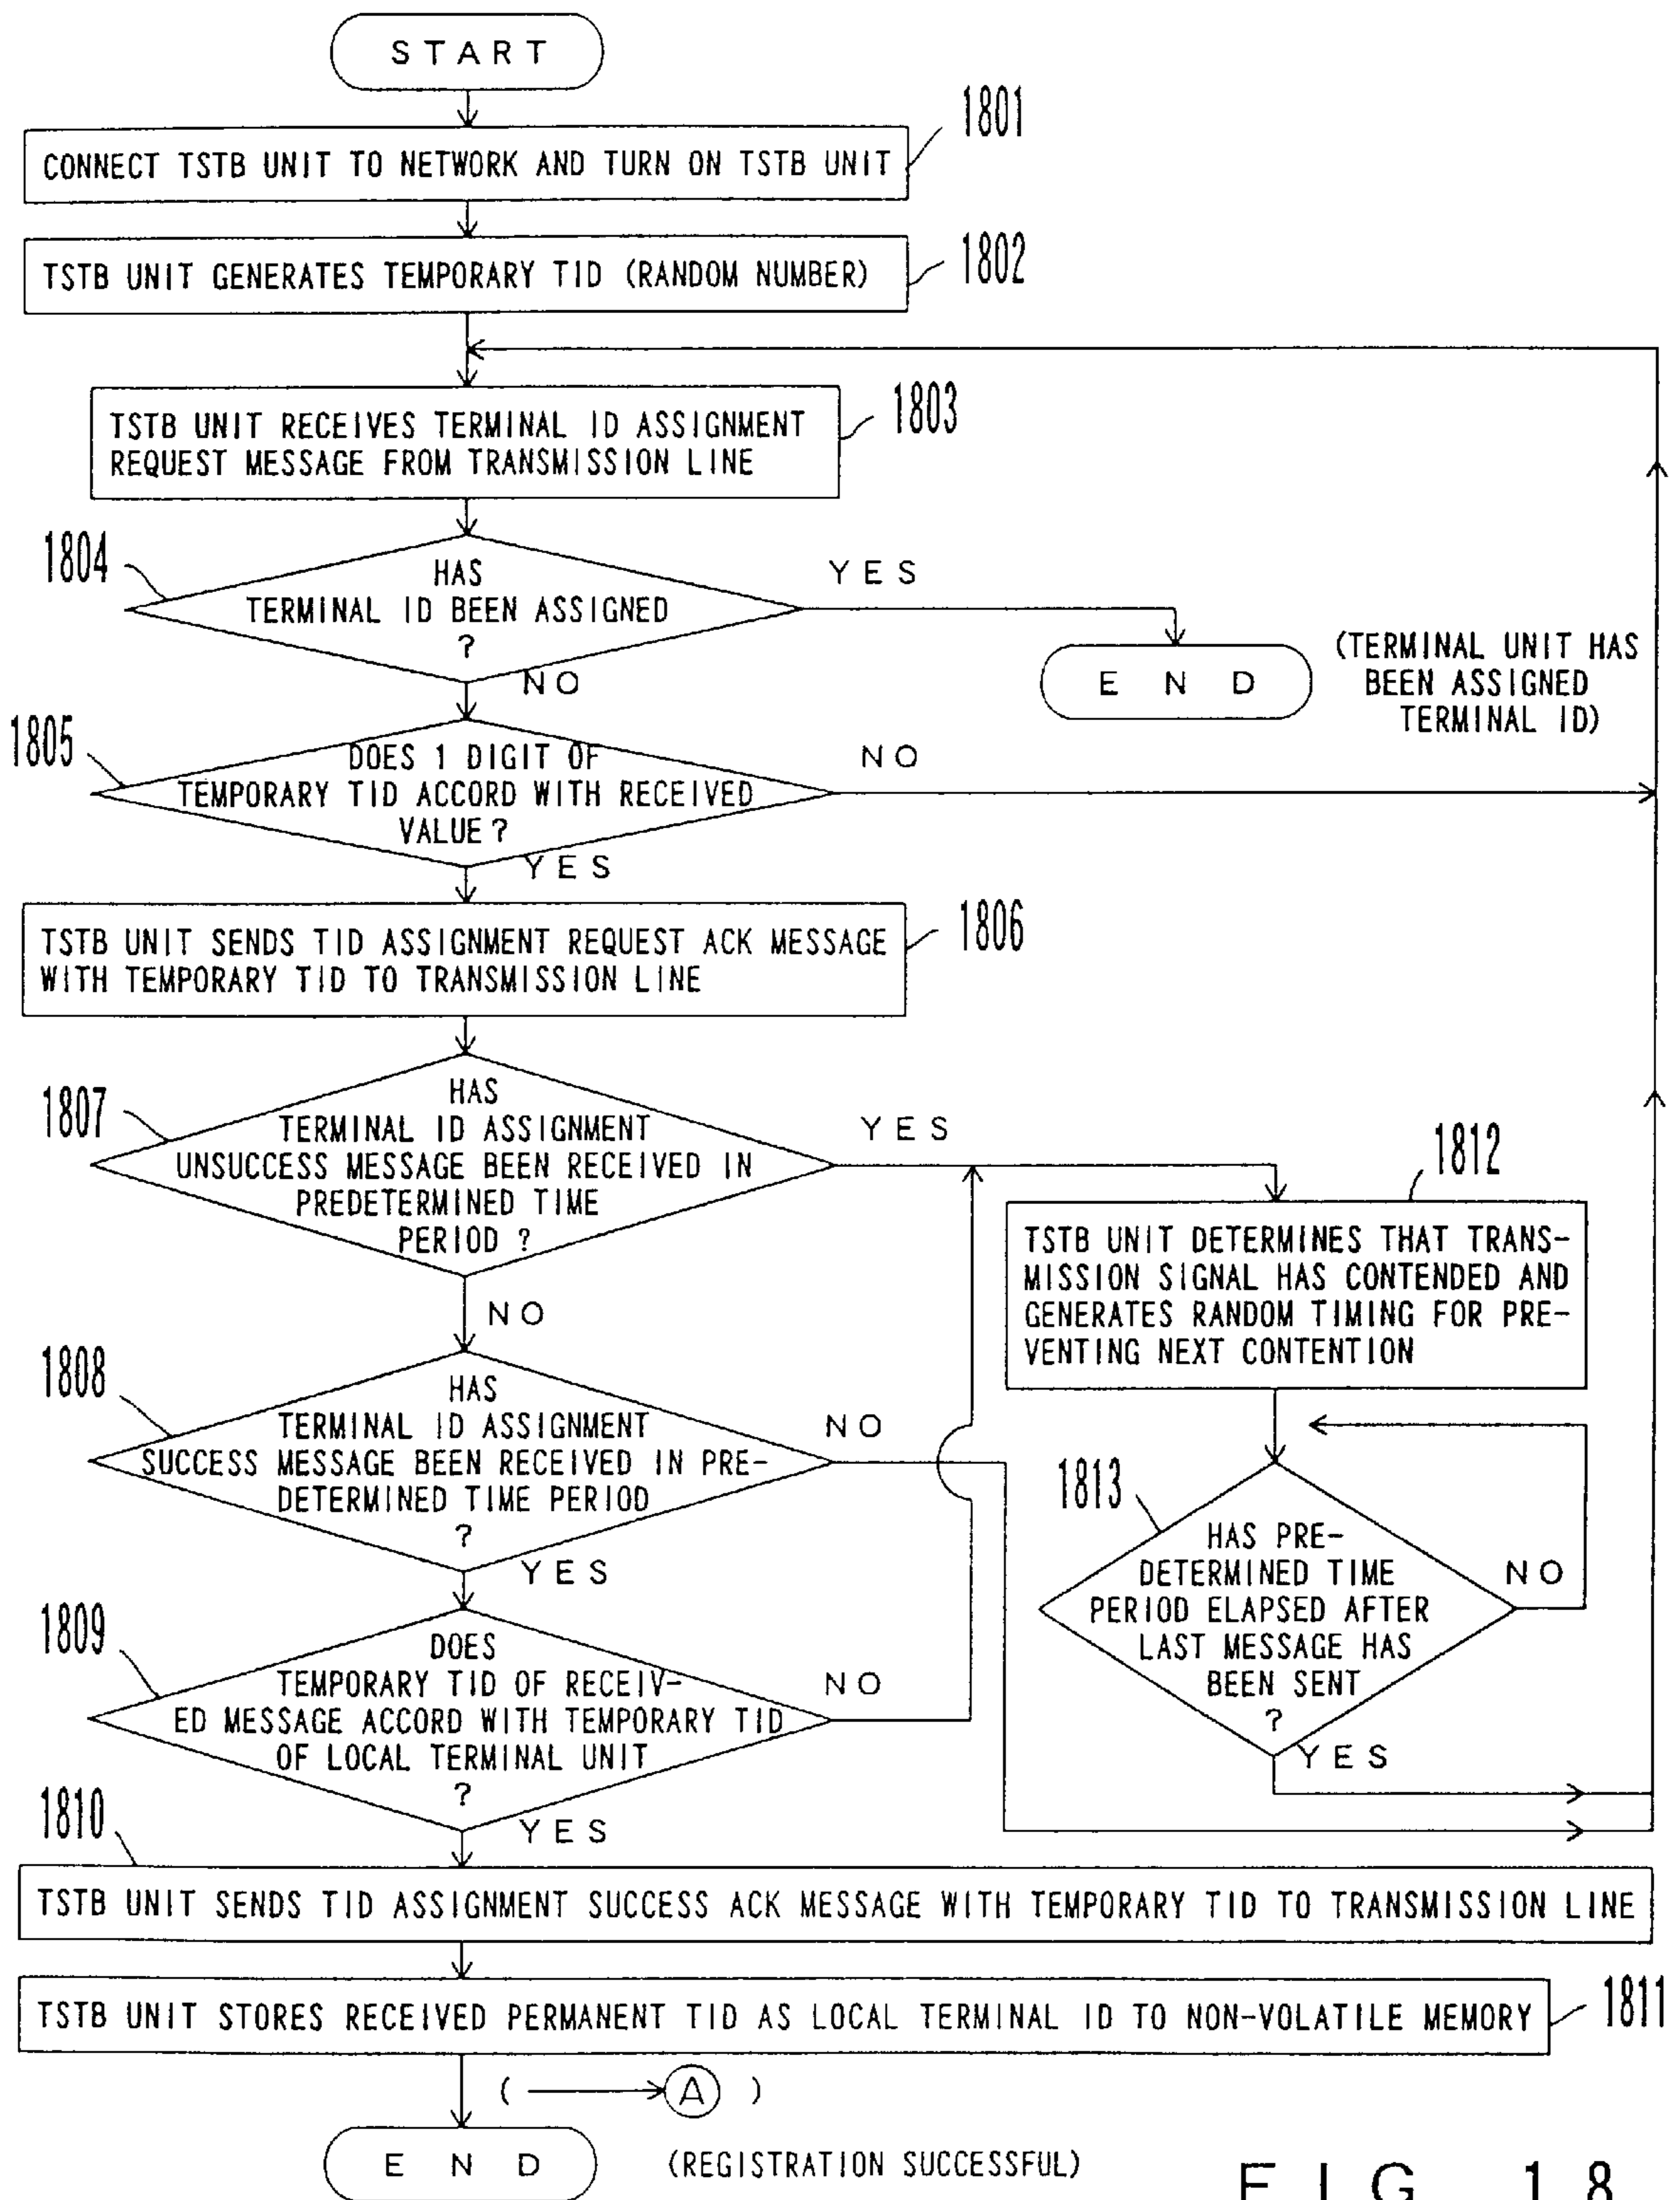 START
1801
CONNECT TSTB UNIT TO NETWORK AND TURN ON TSTB UNIT
1802
TSTB UNIT GENERATES TEMPORARY TID (RANDOM NUMBER)
1803
TSTB UNIT RECEIVES TERMINAL ID ASSIGNMENT
REQUEST MESSAGE FROM TRANSMISSION LINE
1804
HAS
TERMINAL ID BEEN ASSIGNED
?
YES
NO
END
(TERMINAL UNIT HAS
BEEN ASSIGNED
TERMINAL ID)
1805
DOES 1 DIGIT OF
TEMPORARY TID ACCORD WITH RECEIVED
VALUE?
NO
YES
1806
TSTB UNIT SENDS TID ASSIGNMENT REQUEST ACK MESSAGE
WITH TEMPORARY TID TO TRANSMISSION LINE
1807
HAS
TERMINAL ID ASSIGNMENT
UNSUCCESS MESSAGE BEEN RECEIVED IN
PREDETERMINED TIME
PERIOD ?
YES
NO
1812
TSTB UNIT DETERMINES THAT TRANS-
MISSION SIGNAL HAS CONTENDED AND
GENERATES RANDOM TIMING FOR PRE-
VENTING NEXT CONTENTION
1808
HAS
TERMINAL ID ASSIGNMENT
SUCCESS MESSAGE BEEN RECEIVED IN PRE-
DETERMINED TIME PERIOD
?
NO
YES
1813
HAS PRE-
DETERMINED TIME
PERIOD ELAPSED AFTER
LAST MESSAGE HAS
BEEN SENT
?
NO
YES
1809
DOES
TEMPORARY TID OF RECEIV-
ED MESSAGE ACCORD WITH TEMPORARY TID
OF LOCAL TERMINAL UNIT
?
NO
YES
1810
TSTB UNIT SENDS TID ASSIGNMENT SUCCESS ACK MESSAGE WITH TEMPORARY TID TO TRANSMISSION LINE
1811
TSTB UNIT STORES RECEIVED PERMANENT TID AS LOCAL TERMINAL ID TO NON-VOLATILE MEMORY
( A )
END
(REGISTRATION SUCCESSFUL)
FIG 18